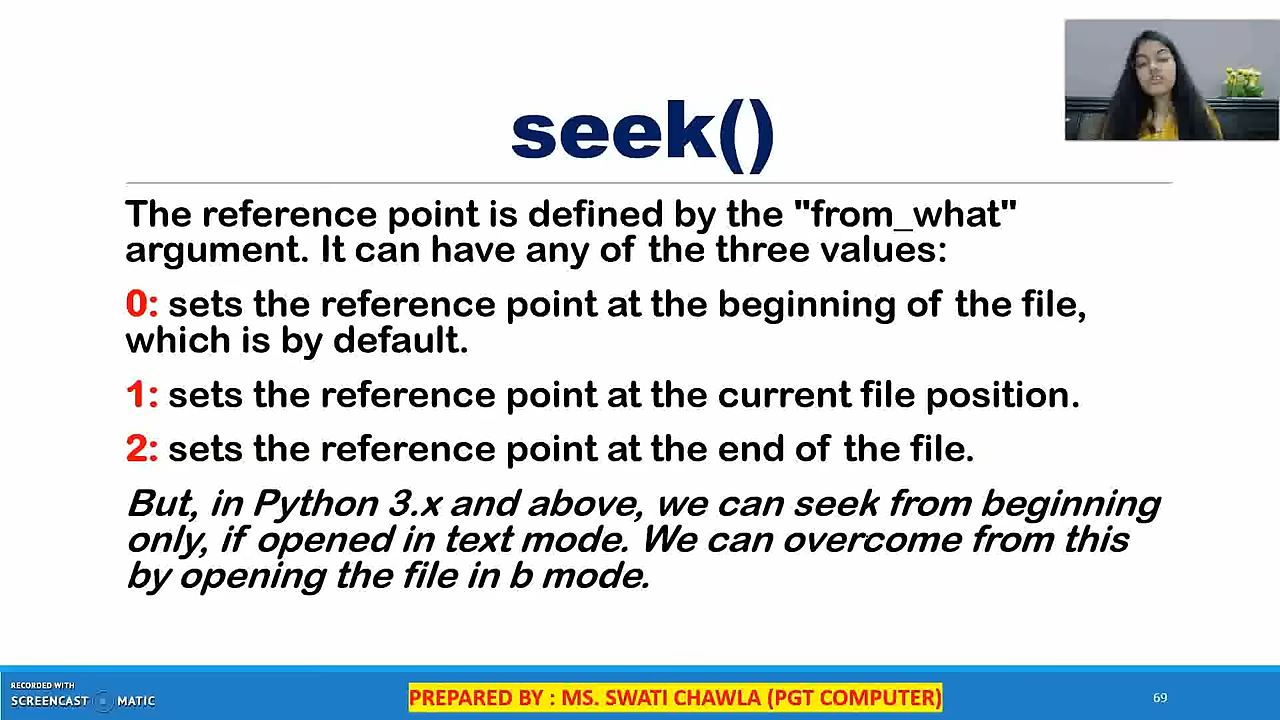 seek()
The reference point is defined by the "from_what"
argument. It can have any of the three values:
0: sets the reference point at the beginning of the file,
which is by default.
1: sets the reference point at the current file position.
2: sets the reference point at the end of the file.
But, in Python 3.x and above, we can seek from beginning
only, if opened in text mode. We can overcome from this
by opening the file in b mode.
RECORDED WITH
SCREENCAST MATIC
PREPARED BY : MS. SWATI CHAWLA (PGT COMPUTER)
69